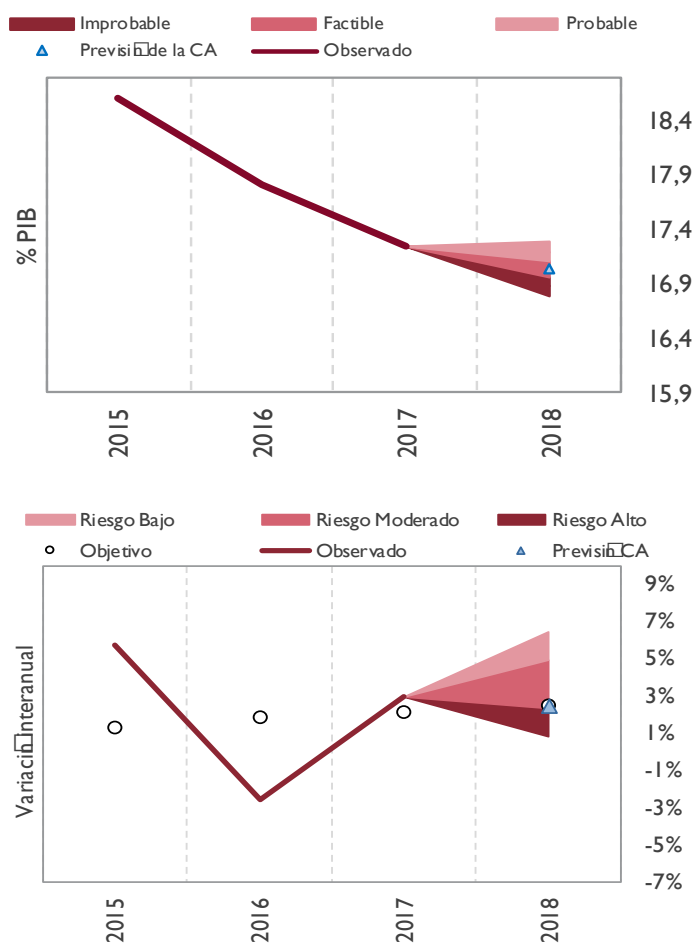 Improbable Factible Probable
Previsi□de la CA Observado
18,4
17,9
17,4
16,9
16,4
15,9
% PIB
2015 2016 2017 2018
Riesgo Bajo Riesgo Moderado Riesgo Alto
Objetivo Observado Previsi□CA
9%
7%
5%
3%
1%
-1%
-3%
-5%
-7%
Variaci□interanual
2015 2016 2017 2018